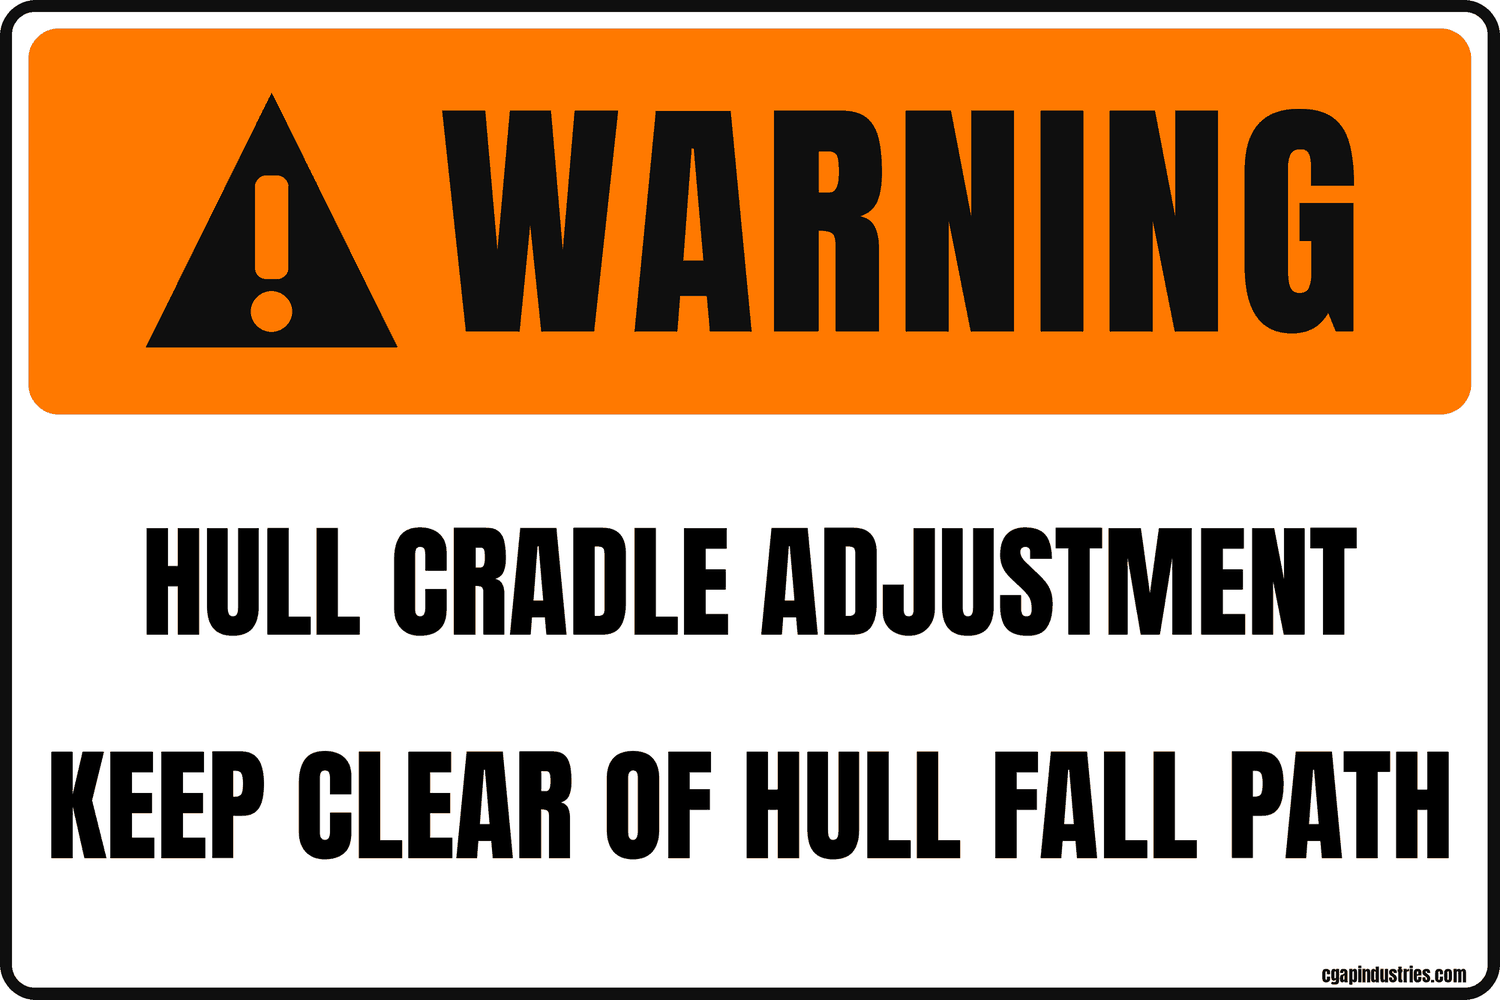 WARNING
HULL CRADLE ADJUSTMENT
KEEP CLEAR OF HULL FALL PATH
cgapindustries.com